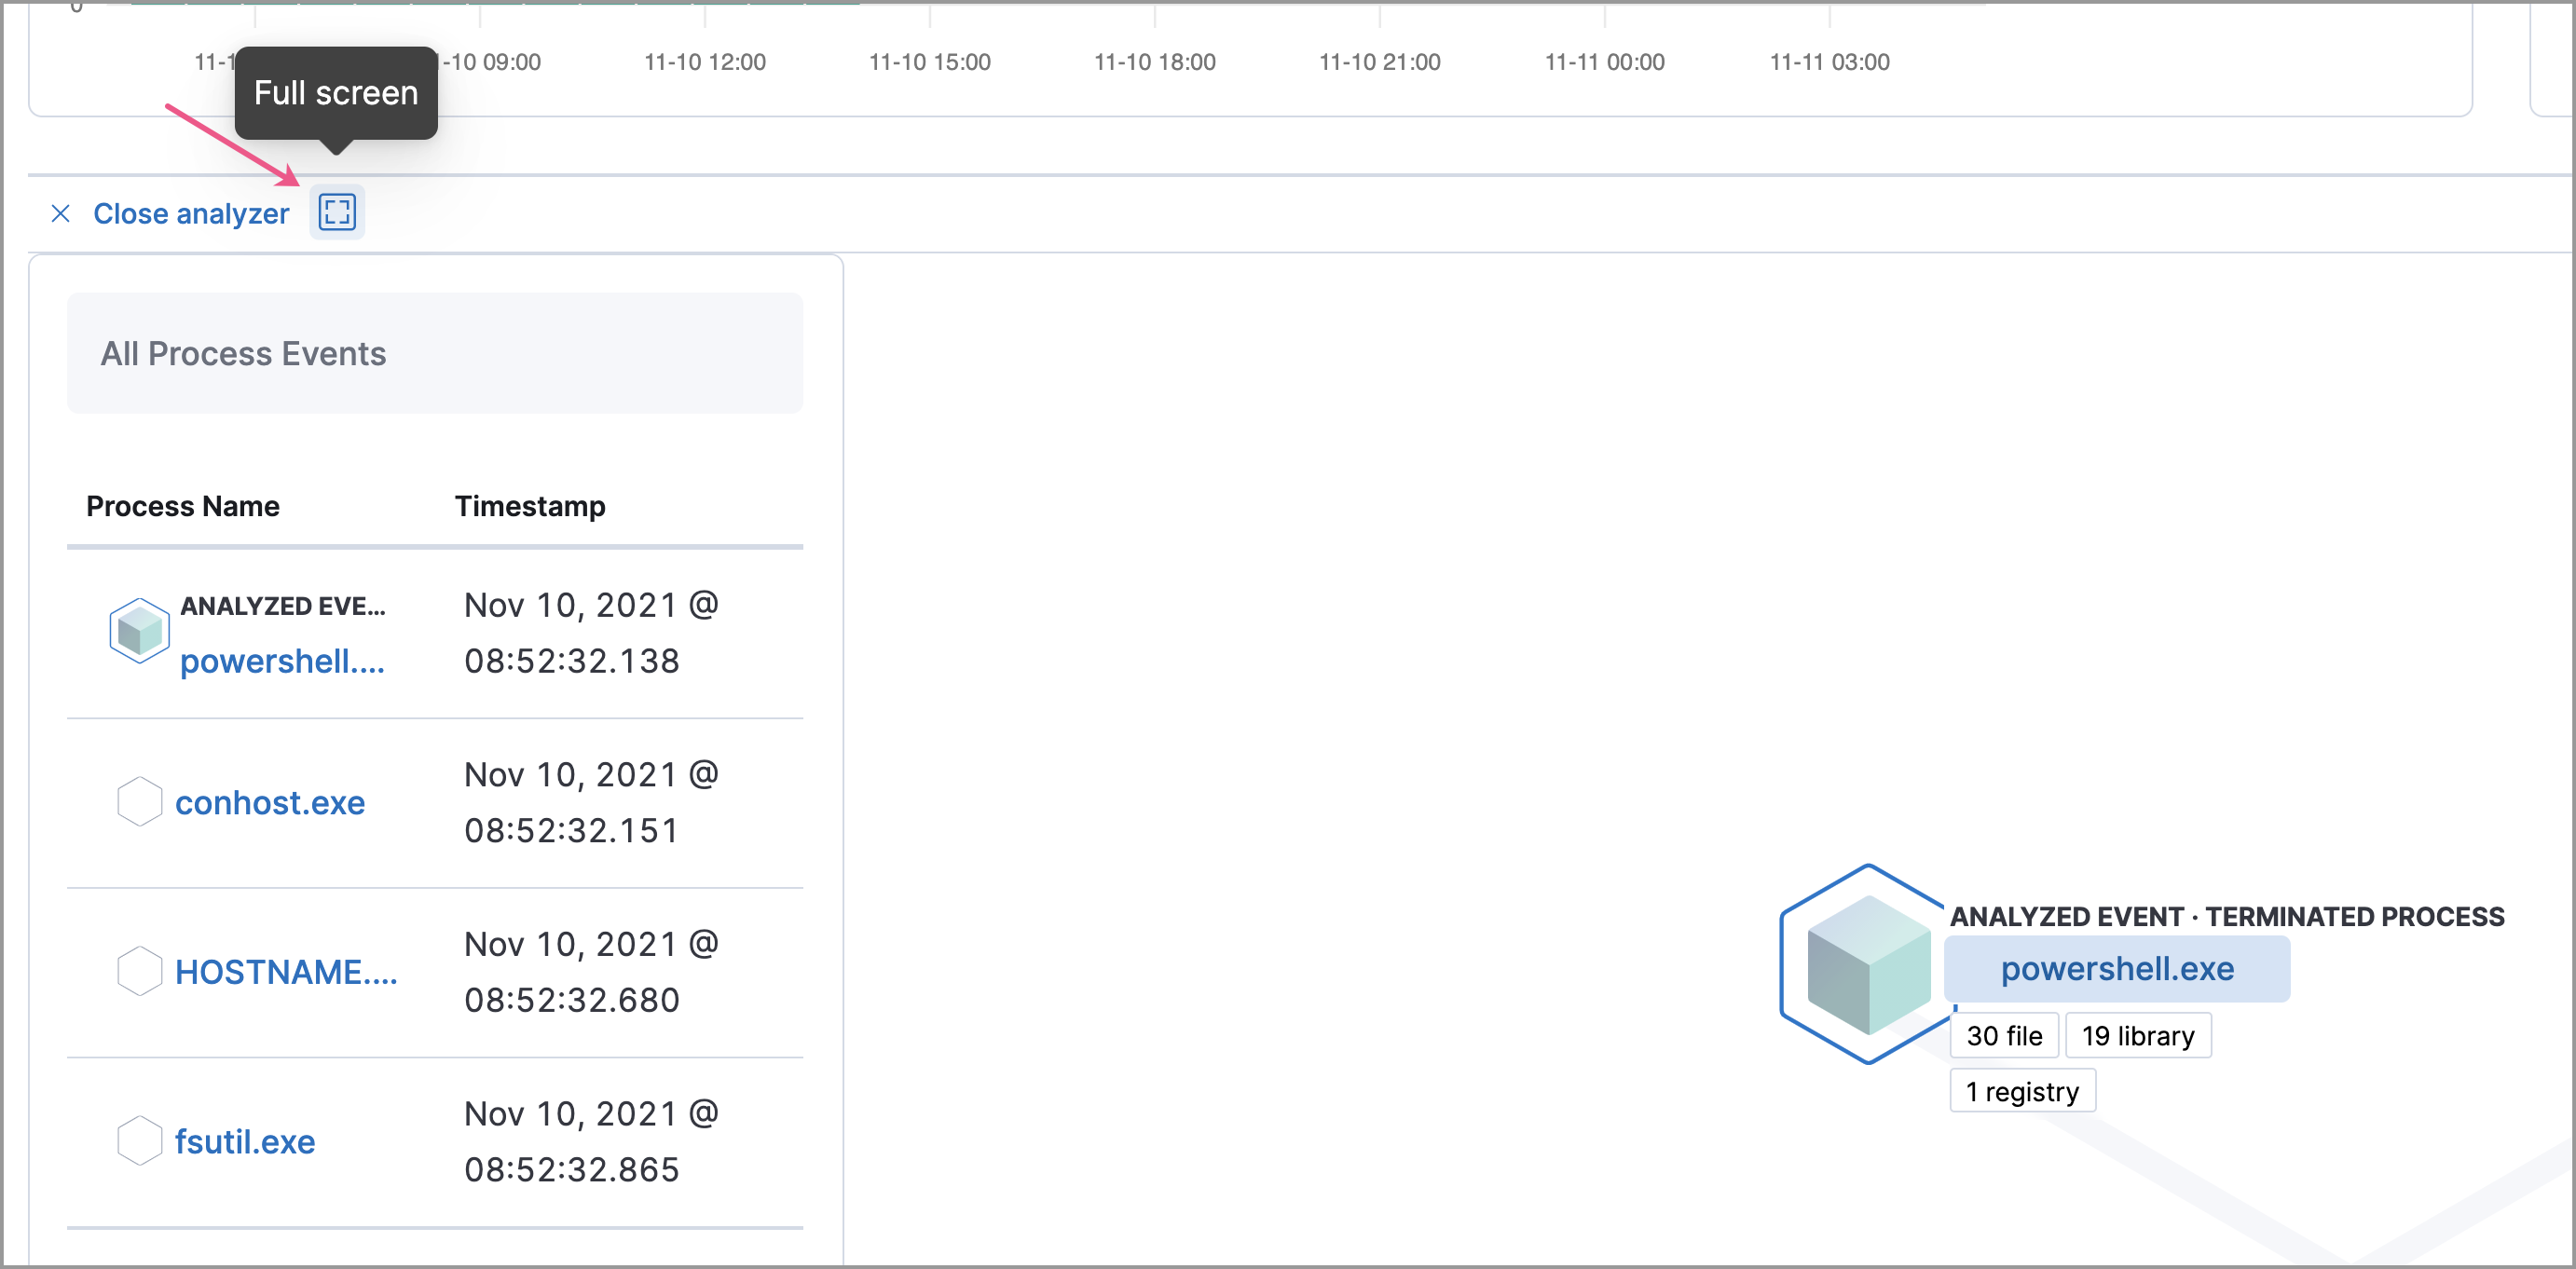 0
11-1
-10 09:00
11-10 12:00
11-10 15:00
11-10 18:00
11-10 21:00
11-11 00:00
11-11 03:00
Full screen
Close analyzer
All Process Events
Process Name
Timestamp
ANALYZED EVE...
powershell....
Nov 10, 2021 @
08:52:32.138
conhost.exe
Nov 10, 2021 @
08:52:32.151
HOSTNAME....
Nov 10, 2021 @
08:52:32.680
fsutil.exe
Nov 10, 2021 @
08:52:32.865
ANALYZED EVENT · TERMINATED PROCESS
powershell.exe
30 file
19 library
1 registry